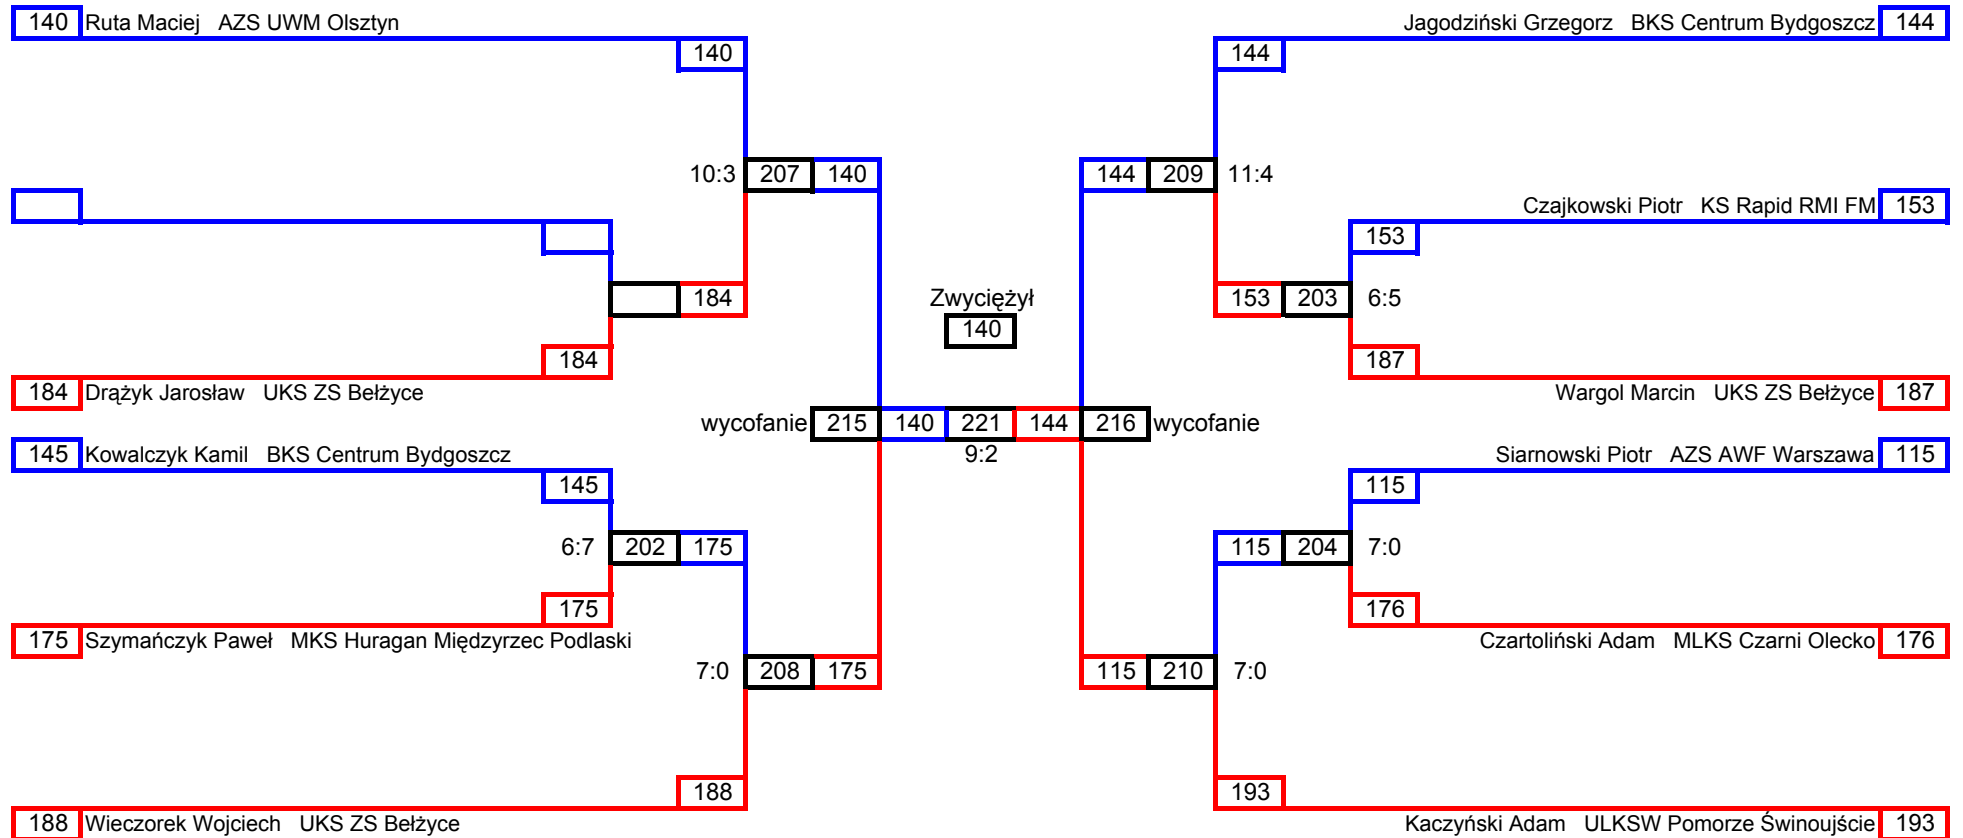 140 Ruta Maciej AZS UWM Olsztyn
Jagodziński Grzegorz BKS Centrum Bydgoszcz 144
140
144
10:3 207 140
144 209 11:4
Czajkowski Piotr KS Rapid RMI FM 153
153
184
Zwyciężył
153 203 6:5
140
184
187
184 Drążyk Jarosław UKS ZS Bełżyce
Wargol Marcin UKS ZS Bełżyce 187
wycofanie 215 140 221 144 216 wycofanie
9:2
145 Kowalczyk Kamil BKS Centrum Bydgoszcz
Siarnowski Piotr AZS AWF Warszawa 115
145
115
6:7 202 175
115 204 7:0
175
176
175 Szymańczyk Paweł MKS Huragan Międzyrzec Podlaski
Czartoliński Adam MLKS Czarni Olecko 176
7:0 208 175
115 210 7:0
188
193
188 Wieczorek Wojciech UKS ZS Bełżyce
Kaczyński Adam ULKSW Pomorze Świnoujście 193